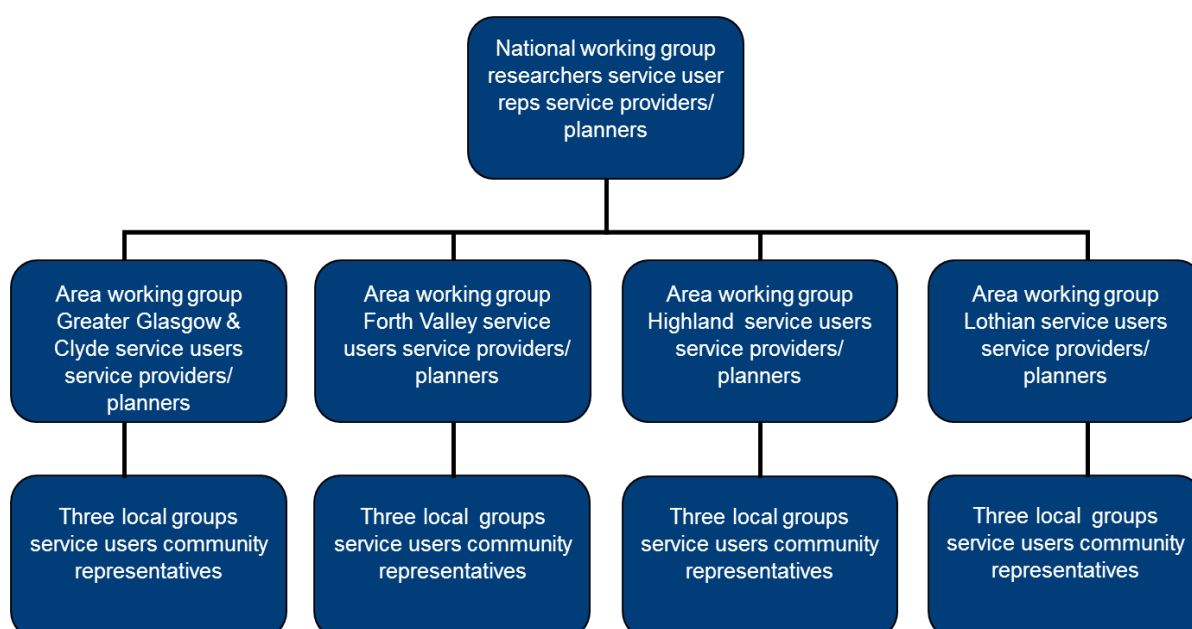 National working group
researchers service user
reps service providers/
planners
Area working group
Greater Glasgow &
Clyde service users
service providers/
planners
Area working group
Forth Valley service
users service providers/
planners
Area working group
Highland service users
service providers/
planners
Area working group
Lothian service users
service providers/
planners
Three local groups
service users community
representatives
Three local groups
service users community
representatives
Three local groups
service users community
representatives
Three local groups
service users community
representatives